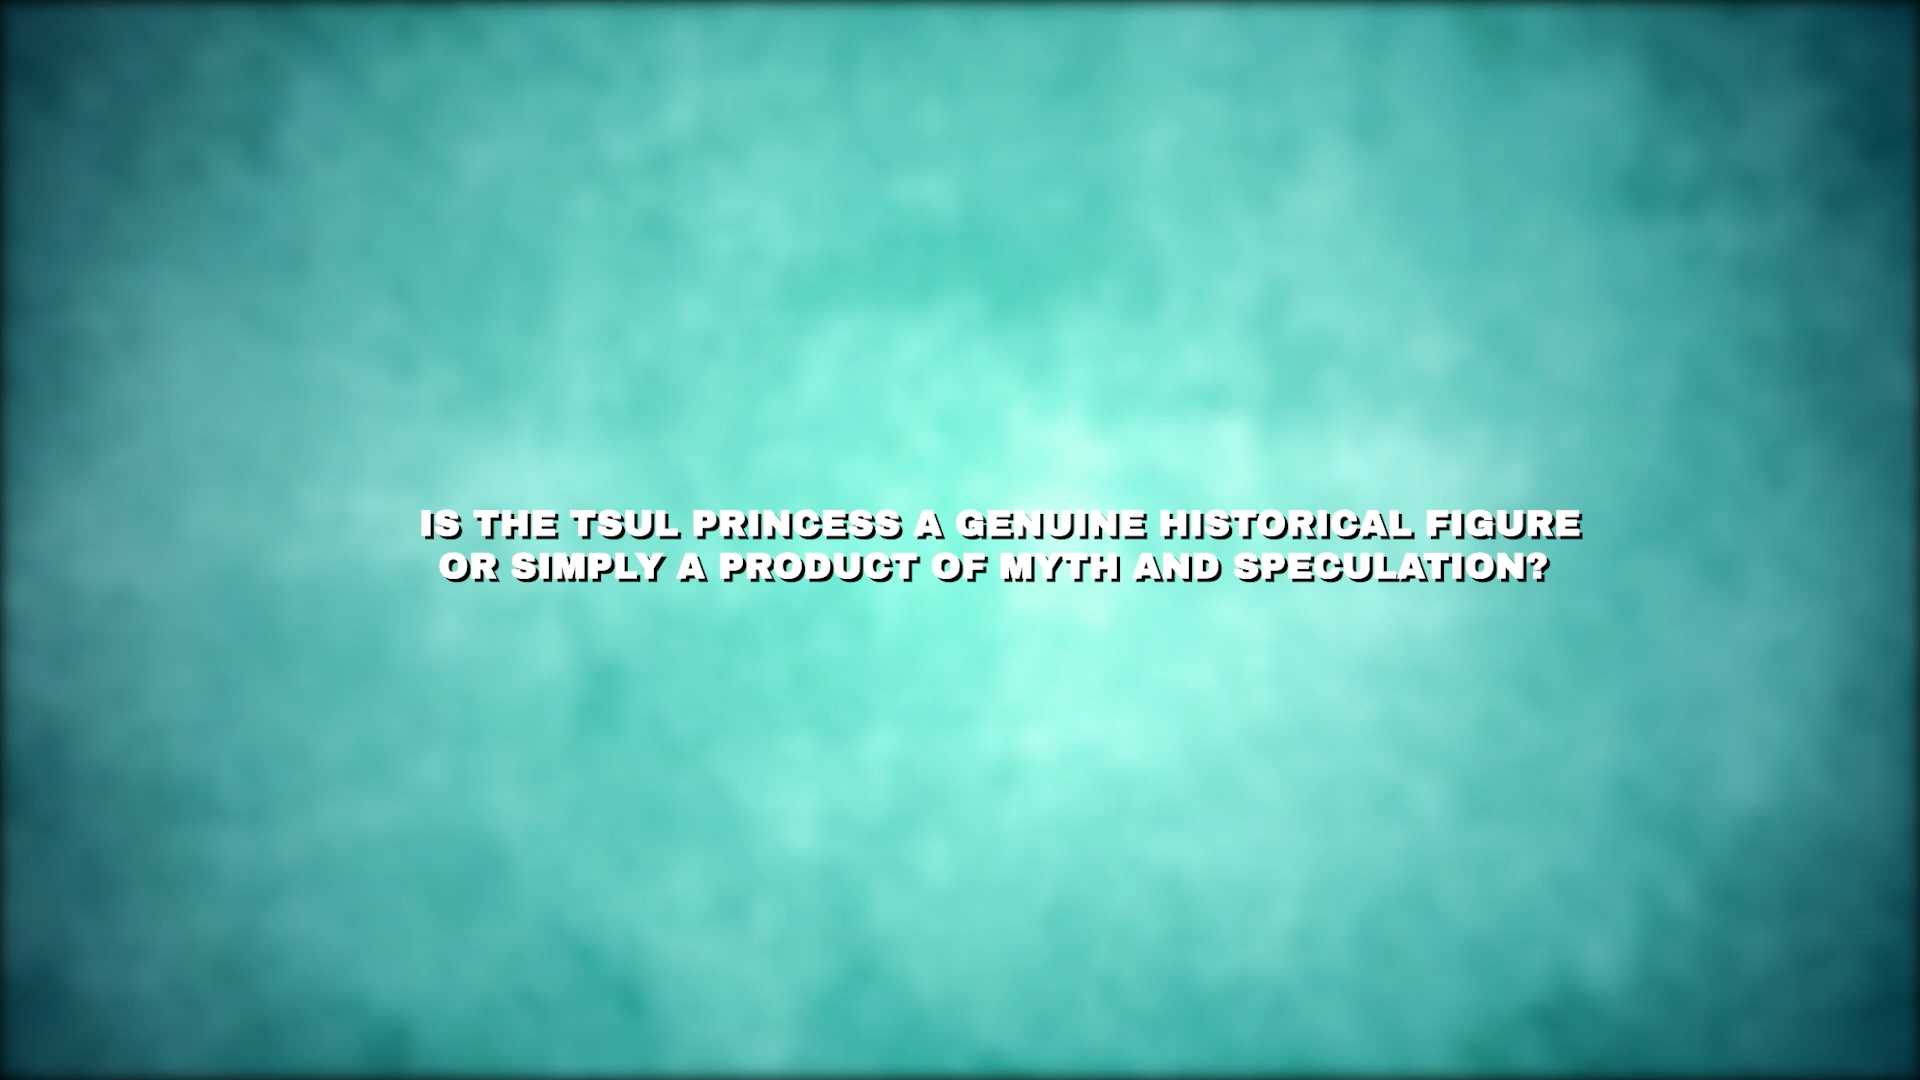 IS THE TSUL PRINCESS A GENUINE HISTORICAL FIGURE
OR SIMPLY A PRODUCT OF MYTH AND SPECULATION?